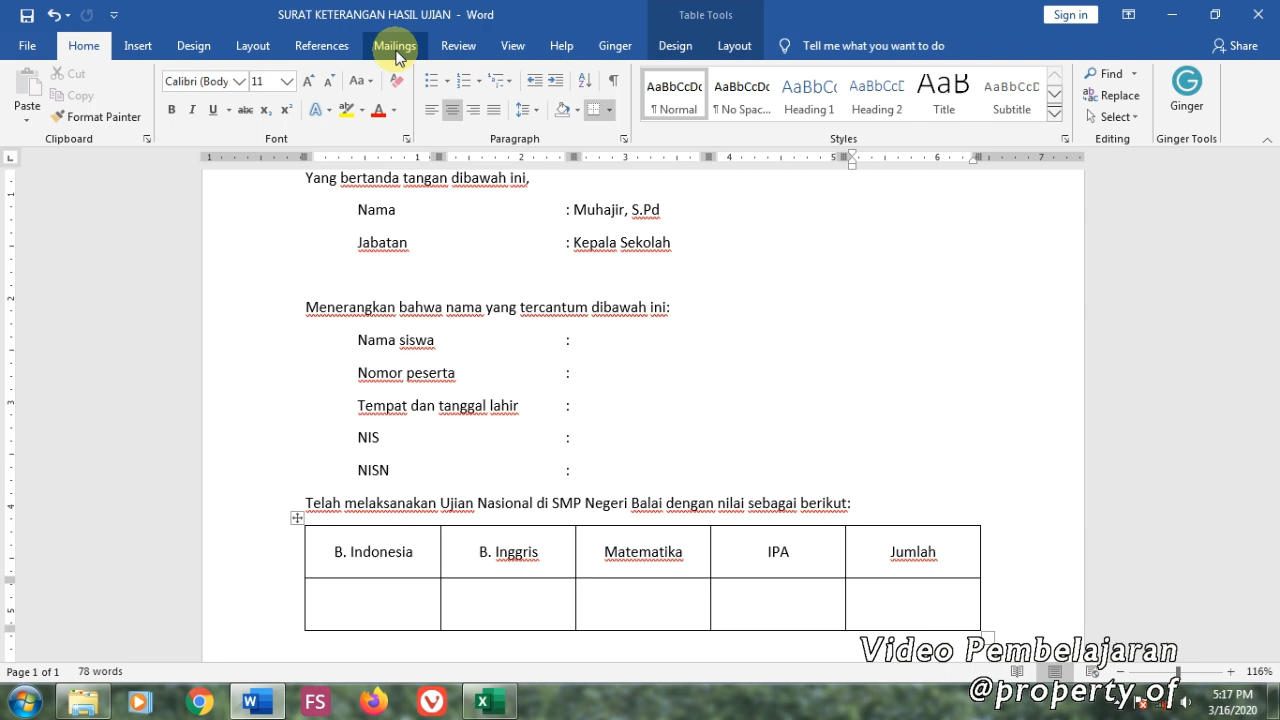 SURAT KETERANGAN HASIL UJIAN - Word
Table Tools
Sign in
File Home Insert Design Layout References Mailings Review View Help Ginger Design Layout Tell me what you want to do Share
Paste
Cut
Copy
Format Painter
Clipboard
Calibri (Body 11
Font
Paragraph
AaBbCcDc AaBbCcDc AaBbCc AaBbCcD AaB AaBbCcD
¶ Normal ¶ No Spac... Heading 1 Heading 2 Title Subtitle
Styles
Find
Replace
Select
Editing
Ginger
Ginger Tools
Yang bertanda tangan dibawah ini,
Nama : Muhajir, S.Pd
Jabatan : Kepala Sekolah
Menerangkan bahwa nama yang tercantum dibawah ini:
Nama siswa :
Nomor peserta :
Tempat dan tanggal lahir :
NIS :
NISN :
Telah melaksanakan Ujian Nasional di SMP Negeri Balai dengan nilai sebagai berikut:
B. Indonesia B. Inggris Matematika IPA Jumlah
Video Pembelajaran
@property.of
Page 1 of 1 78 words
116%
FS
5:17 PM
3/16/2020